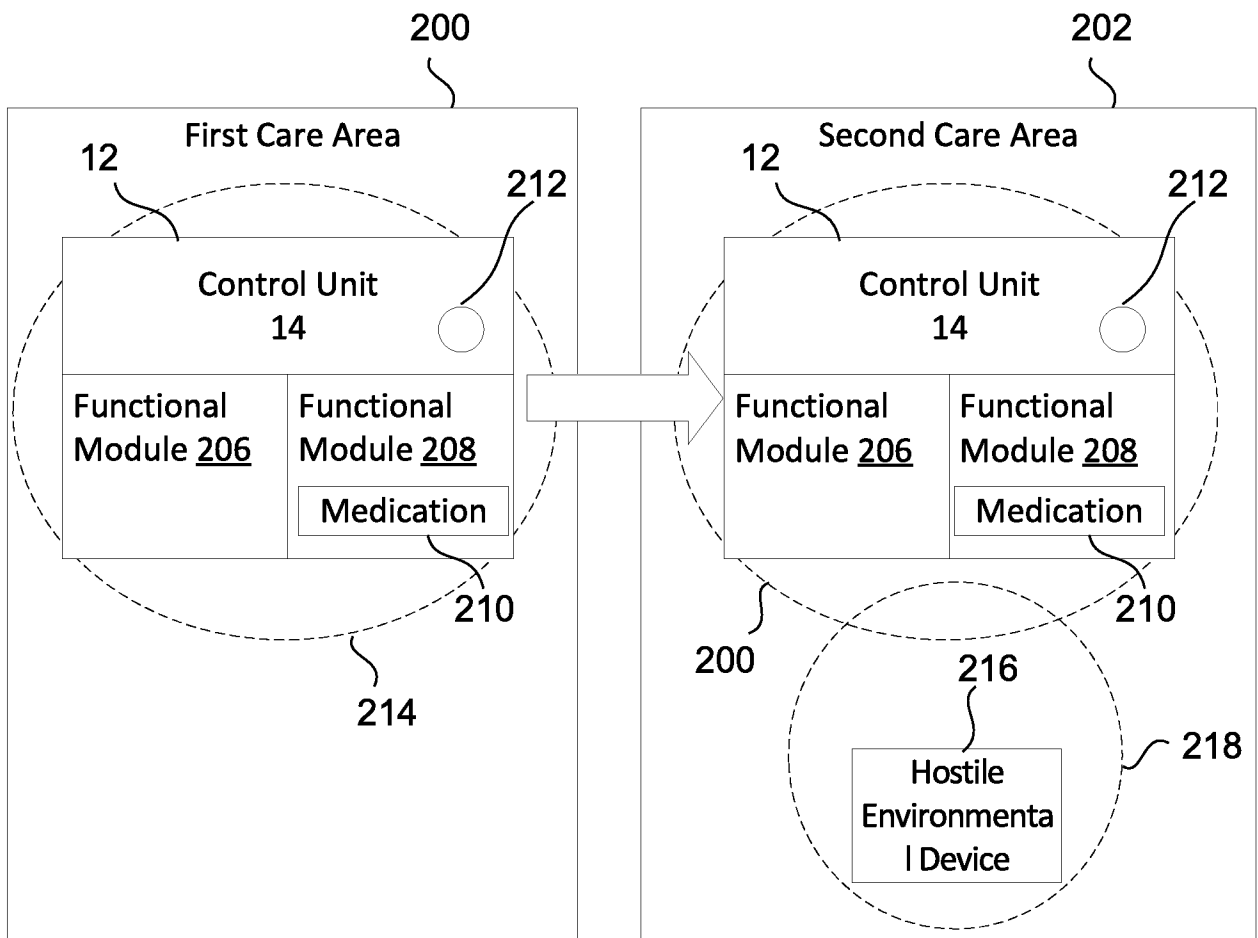 200
202
First Care Area
Second Care Area
12
212
12
212
Control Unit
14
Control Unit
14
Functional
Module 206
Functional
Module 208
Functional
Module 206
Functional
Module 208
Medication
Medication
210
210
200
216
214
218
Hostile
Environmenta
l Device